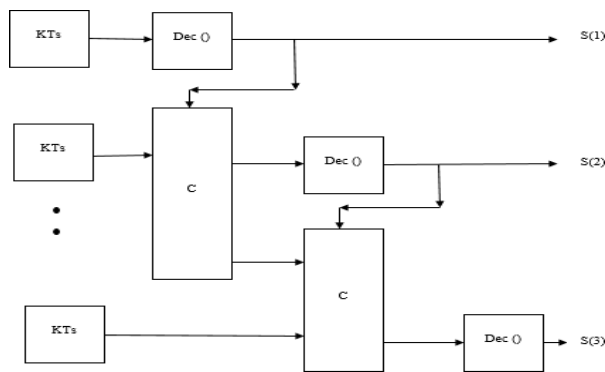 KTs
Dec ()
S(1)
KTs
C
Dec ()
S(2)
C
KTs
Dec ()
S(3)